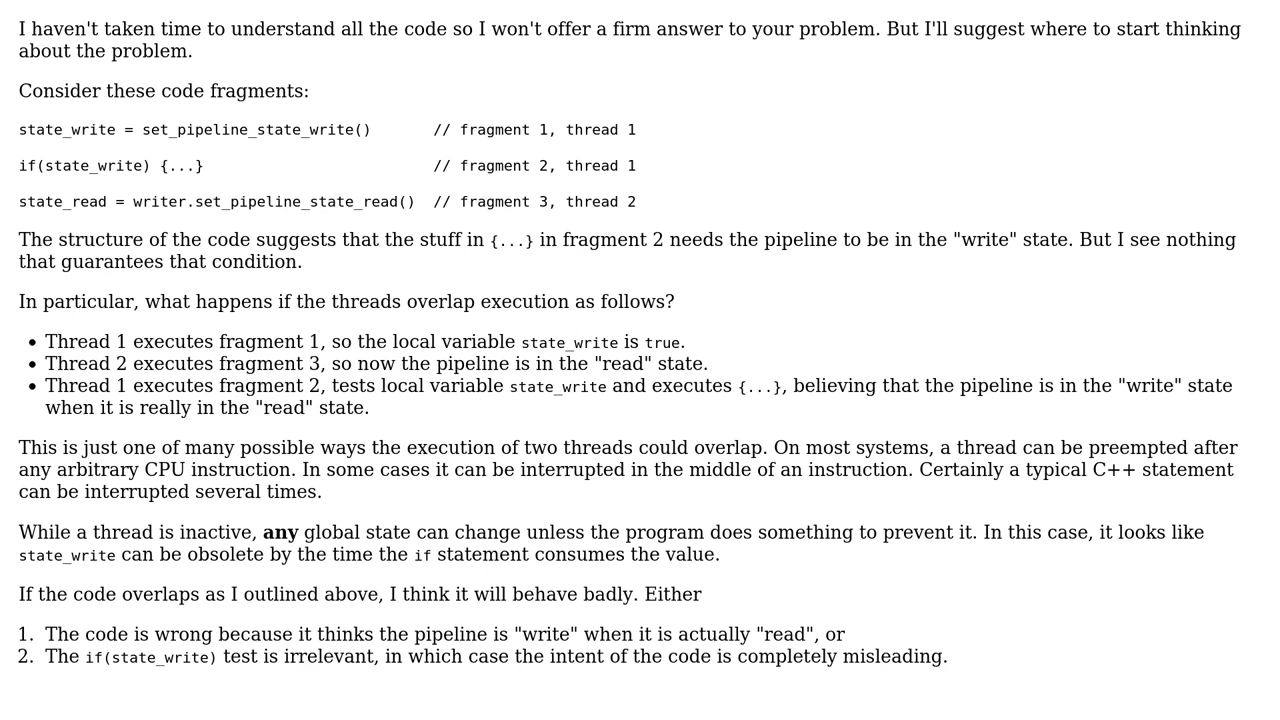 I haven't taken time to understand all the code so I won't offer a firm answer to your problem. But I'll suggest where to start thinking
about the problem.
Consider these code fragments:
state_write = set_pipeline_state_write()       // fragment 1, thread 1
if(state_write) {...}                          // fragment 2, thread 1
state_read = writer.set_pipeline_state_read()  // fragment 3, thread 2
The structure of the code suggests that the stuff in {...} in fragment 2 needs the pipeline to be in the "write" state. But I see nothing
that guarantees that condition.
In particular, what happens if the threads overlap execution as follows?
• Thread 1 executes fragment 1, so the local variable state_write is true.
• Thread 2 executes fragment 3, so now the pipeline is in the "read" state.
• Thread 1 executes fragment 2, tests local variable state_write and executes {...}, believing that the pipeline is in the "write" state
when it is really in the "read" state.
This is just one of many possible ways the execution of two threads could overlap. On most systems, a thread can be preempted after
any arbitrary CPU instruction. In some cases it can be interrupted in the middle of an instruction. Certainly a typical C++ statement
can be interrupted several times.
While a thread is inactive, any global state can change unless the program does something to prevent it. In this case, it looks like
state_write can be obsolete by the time the if statement consumes the value.
If the code overlaps as I outlined above, I think it will behave badly. Either
1. The code is wrong because it thinks the pipeline is "write" when it is actually "read", or
2. The if(state_write) test is irrelevant, in which case the intent of the code is completely misleading.